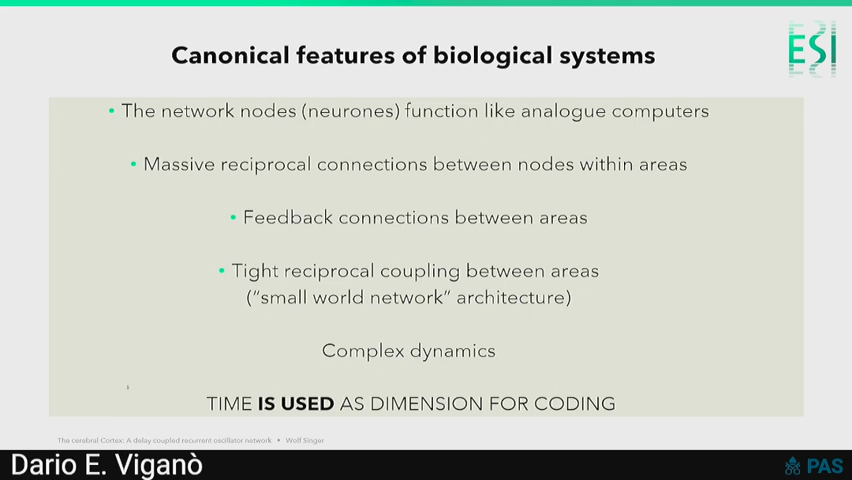 Canonical features of biological systems
ESI
• The network nodes (neurones) function like analogue computers
• Massive reciprocal connections between nodes within areas
• Feedback connections between areas
• Tight reciprocal coupling between areas
("small world network" architecture)
Complex dynamics
TIME IS USED AS DIMENSION FOR CODING
The cerebral Cortex: A delay coupled recurrent oscillator network • Wolf Singer
Dario E. Viganò
PAS